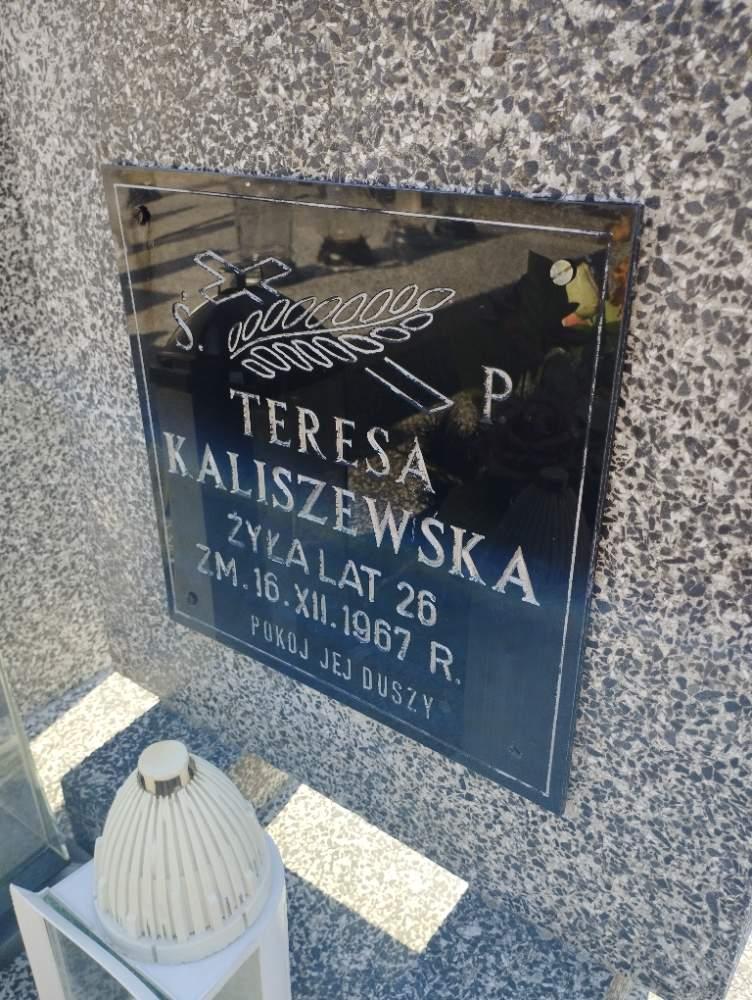 Ś. P
TERESA
KALISZEWSKA
ŻYŁA LAT 26
ZM. 16. XII. 1967 R.
POKÓJ JEJ DUSZY